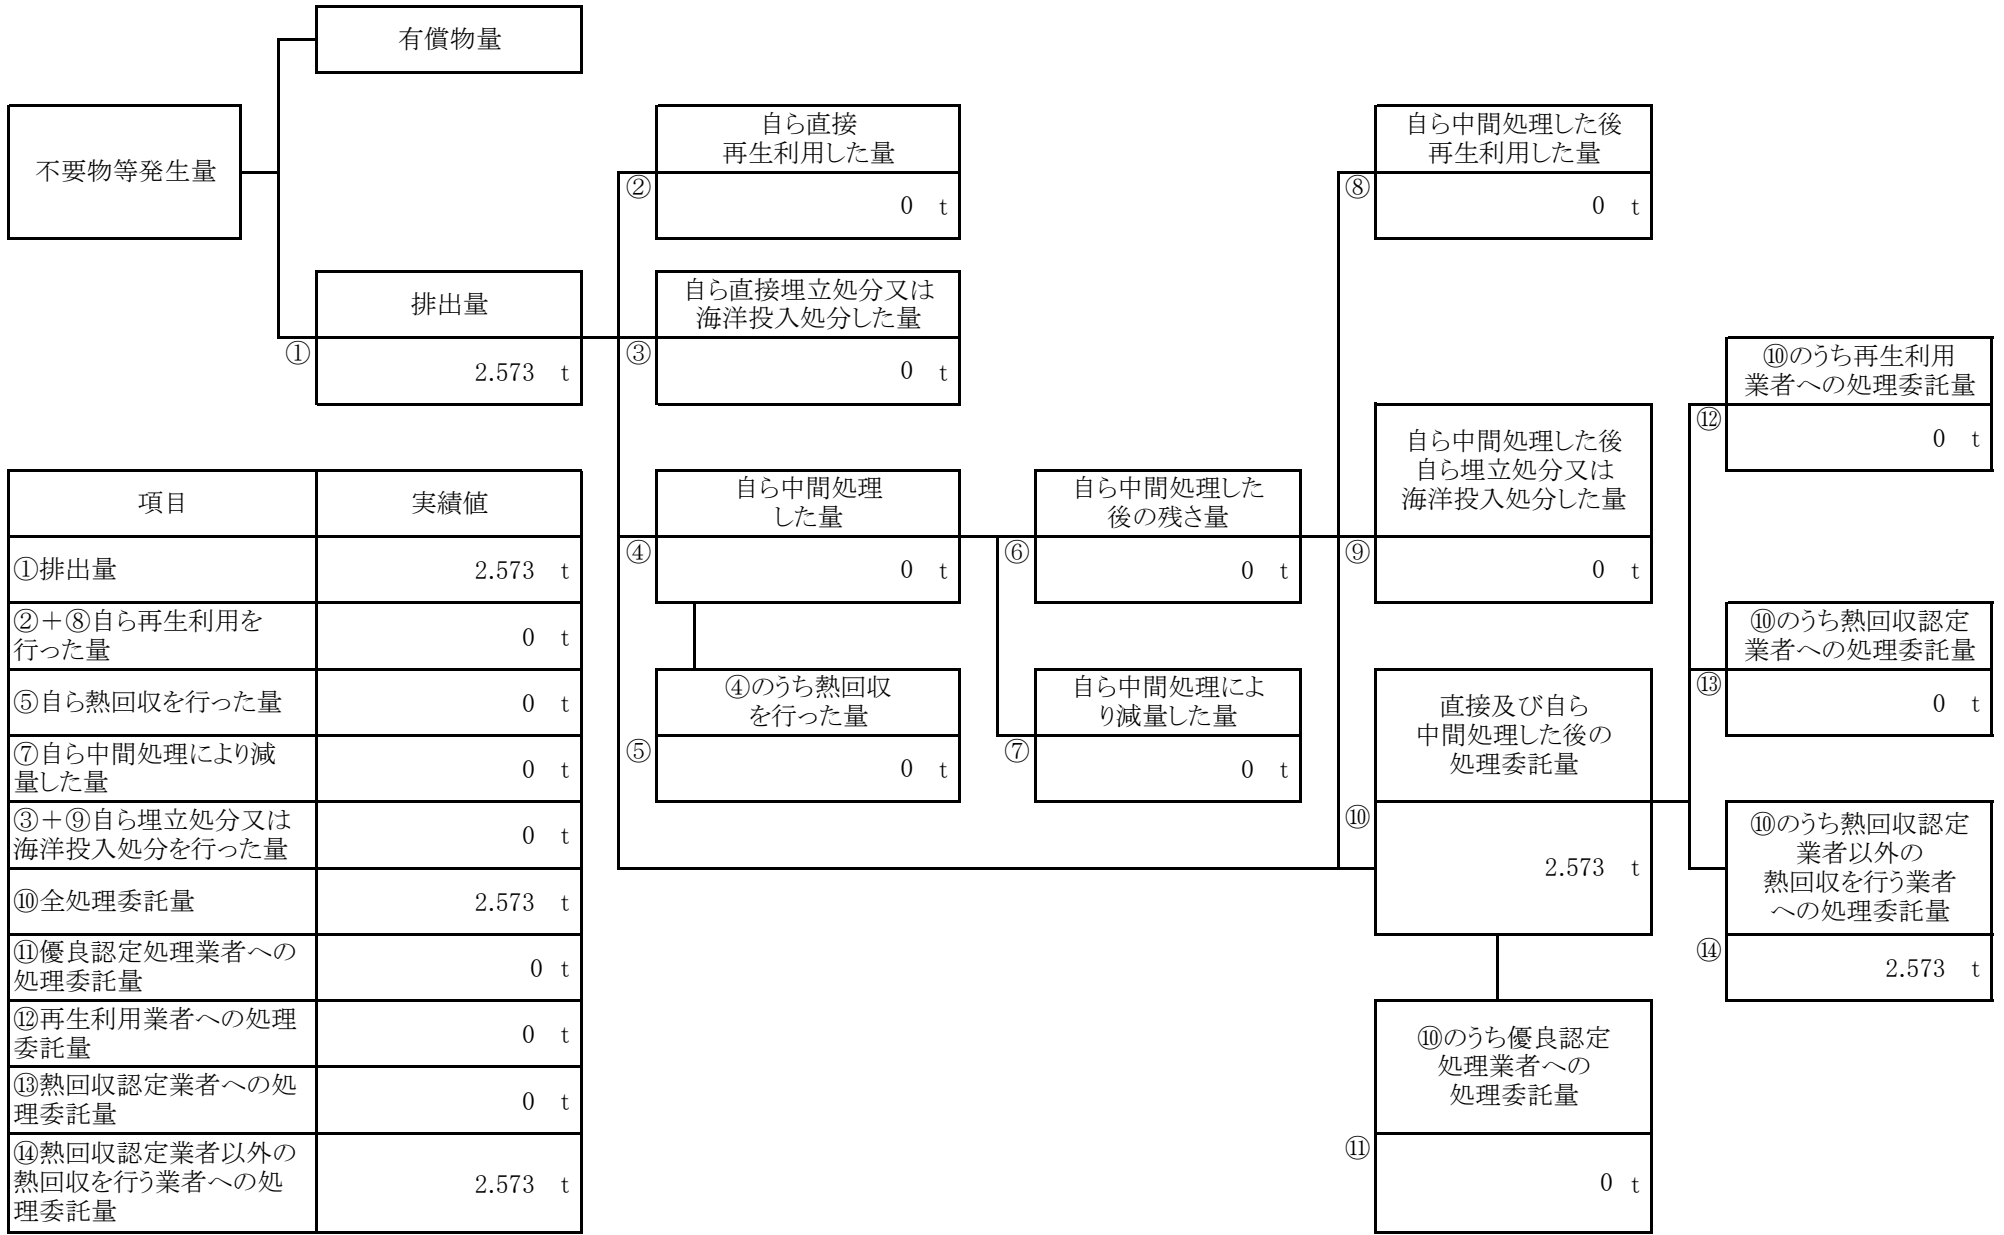 有償物量
不要物等発生量
排出量
①
2.573 t
自ら直接
再生利用した量
②
0 t
自ら直接埋立処分又は
海洋投入処分した量
③
0 t
自ら中間処理
した量
④
0 t
④のうち熱回収
を行った量
⑤
0 t
自ら中間処理した
後の残さ量
⑥
0 t
自ら中間処理によ
り減量した量
⑦
0 t
自ら中間処理した後
再生利用した量
⑧
0 t
自ら中間処理した後
自ら埋立処分又は
海洋投入処分した量
⑨
0 t
直接及び自ら
中間処理した後の
処理委託量
⑩
2.573 t
⑩のうち優良認定
処理業者への
処理委託量
⑪
0 t
⑩のうち再生利用
業者への処理委託量
⑫
0 t
⑩のうち熱回収認定
業者への処理委託量
⑬
0 t
⑩のうち熱回収認定
業者以外の
熱回収を行う業者
への処理委託量
⑭
2.573 t
項目 実績値
①排出量 2.573 t
②+⑧自ら再生利用を
行った量 0 t
⑤自ら熱回収を行った量 0 t
⑦自ら中間処理により減
量した量 0 t
③+⑨自ら埋立処分又は
海洋投入処分を行った量 0 t
⑩全処理委託量 2.573 t
⑪優良認定処理業者への
処理委託量 0 t
⑫再生利用業者への処理
委託量 0 t
⑬熱回収認定業者への処
理委託量 0 t
⑭熱回収認定業者以外の
熱回収を行う業者への処
理委託量 2.573 t